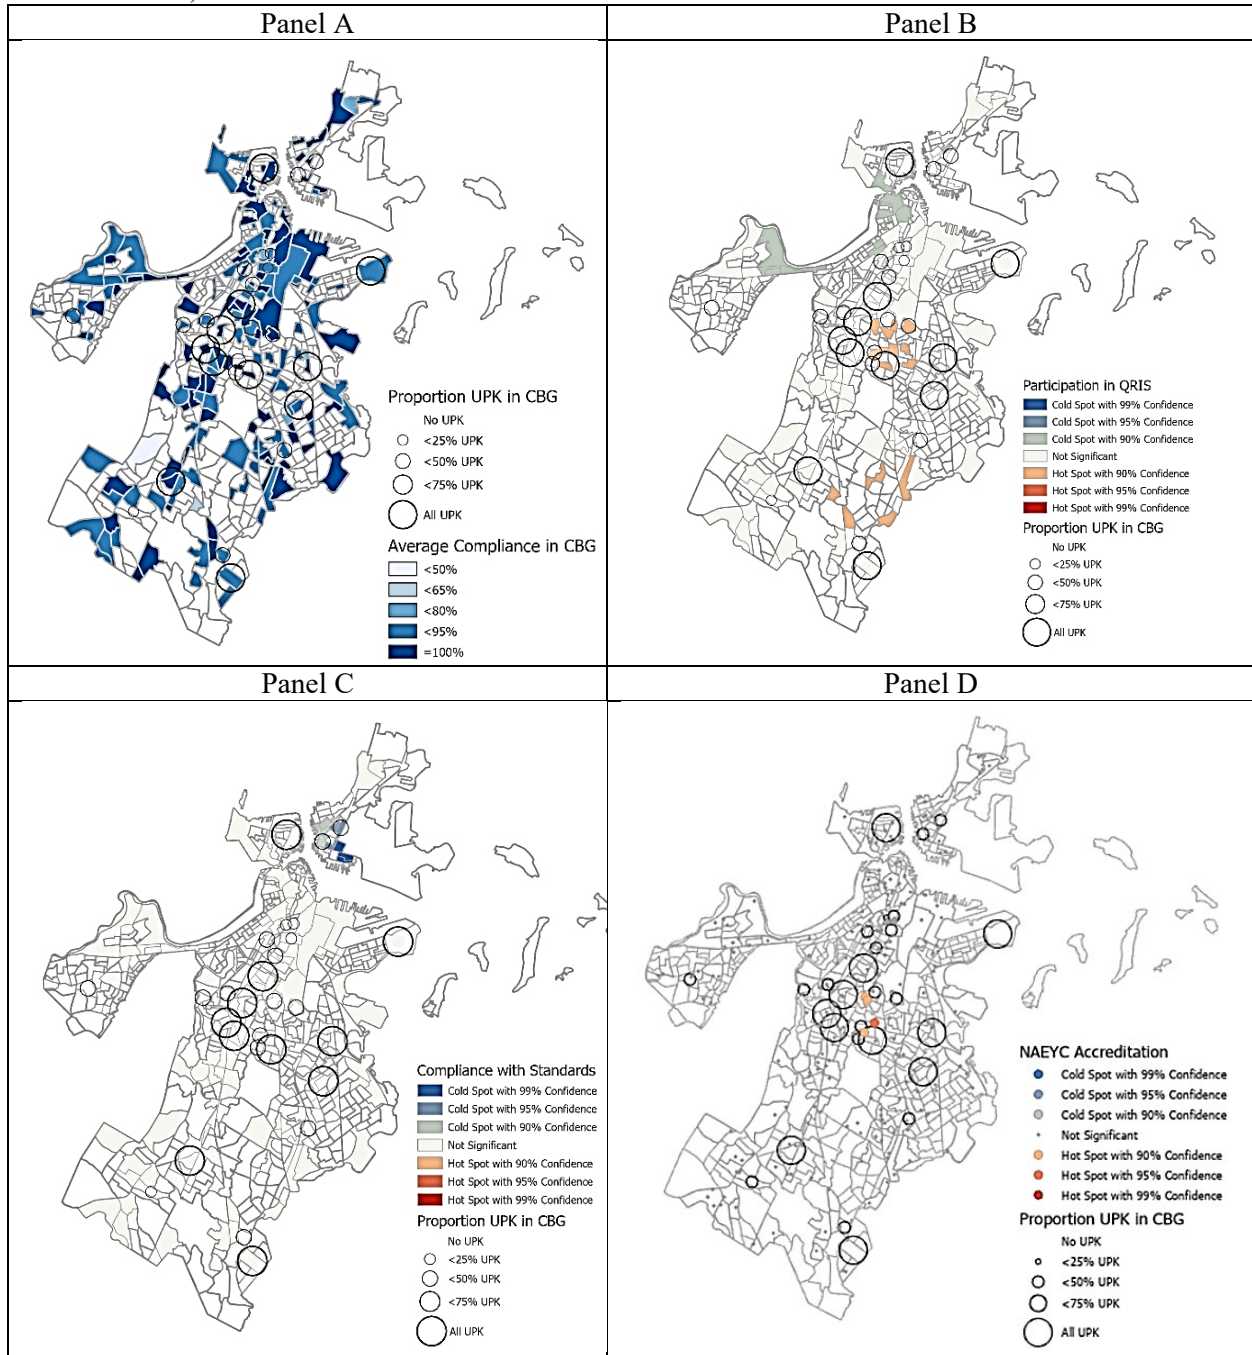 Panel A
Panel B
Proportion UPK in CBG
No UPK
<25% UPK
<50% UPK
<75% UPK
All UPK
Average Compliance in CBG
<50%
<65%
<80%
<95%
=100%
Participation in QRIS
Cold Spot with 99% Confidence
Cold Spot with 95% Confidence
Cold Spot with 90% Confidence
Not Significant
Hot Spot with 90% Confidence
Hot Spot with 95% Confidence
Hot Spot with 99% Confidence
Proportion UPK in CBG
No UPK
<25% UPK
<50% UPK
<75% UPK
All UPK
Panel C
Panel D
Compliance with Standards
Cold Spot with 99% Confidence
Cold Spot with 95% Confidence
Cold Spot with 90% Confidence
Not Significant
Hot Spot with 90% Confidence
Hot Spot with 95% Confidence
Hot Spot with 99% Confidence
Proportion UPK in CBG
No UPK
<25% UPK
<50% UPK
<75% UPK
All UPK
NAEYC Accreditation
Cold Spot with 99% Confidence
Cold Spot with 95% Confidence
Cold Spot with 90% Confidence
Not Significant
Hot Spot with 90% Confidence
Hot Spot with 95% Confidence
Hot Spot with 99% Confidence
Proportion UPK in CBG
No UPK
<25% UPK
<50% UPK
<75% UPK
All UPK